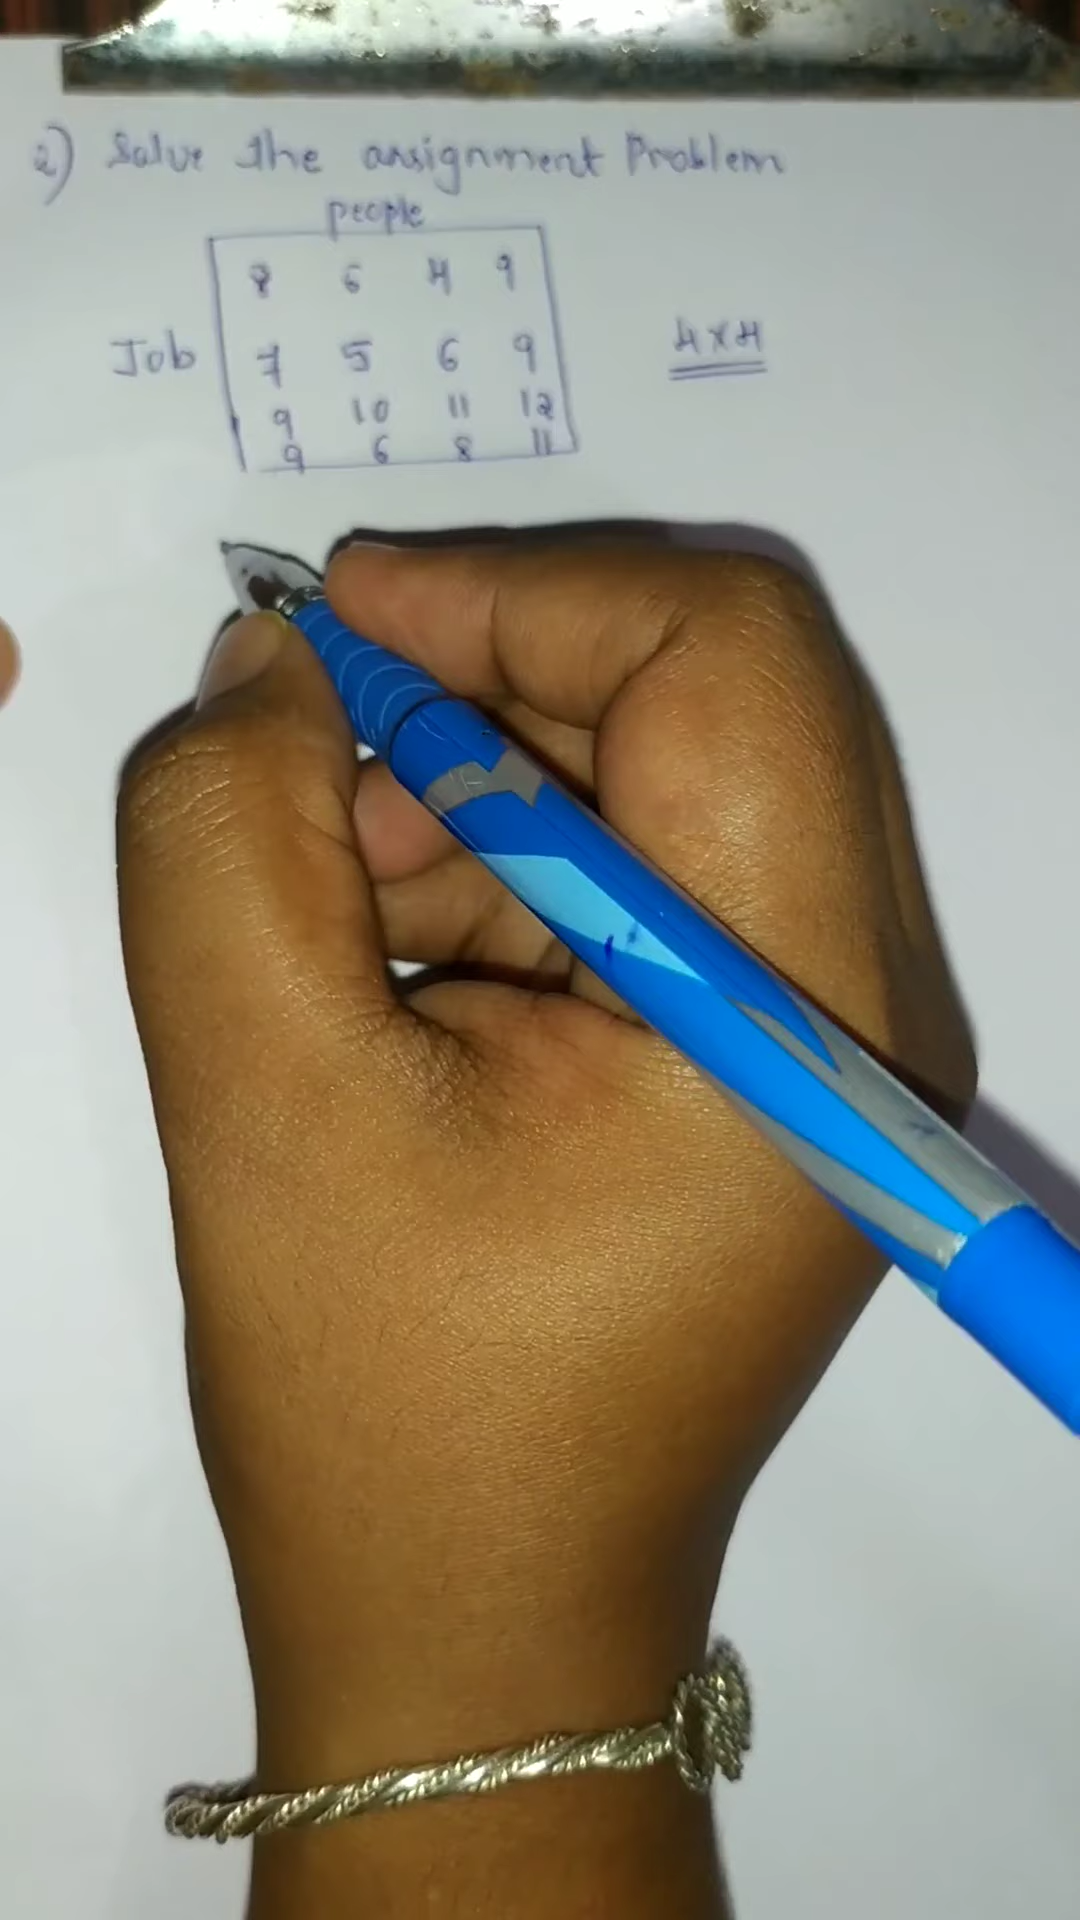 2) Solve the assignment Problem
people
8 6 4 9
Job 7 5 6 9 4x4
9 10 11 12
9 6 8 11